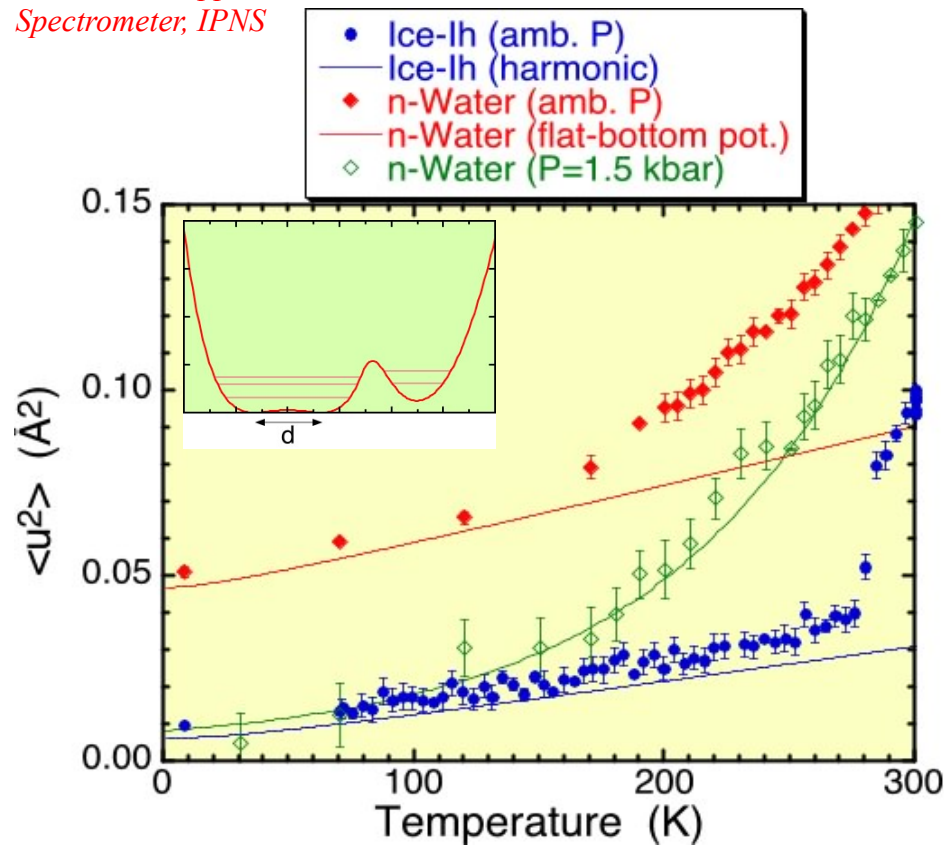 Spectrometer, IPNS
Ice-Ih (amb. P)
Ice-Ih (harmonic)
n-Water (amb. P)
n-Water (flat-bottom pot.)
n-Water (P=1.5 kbar)
0.15
0.10
0.05
0.00
<u²> (Å²)
d
0
100
200
300
Temperature (K)